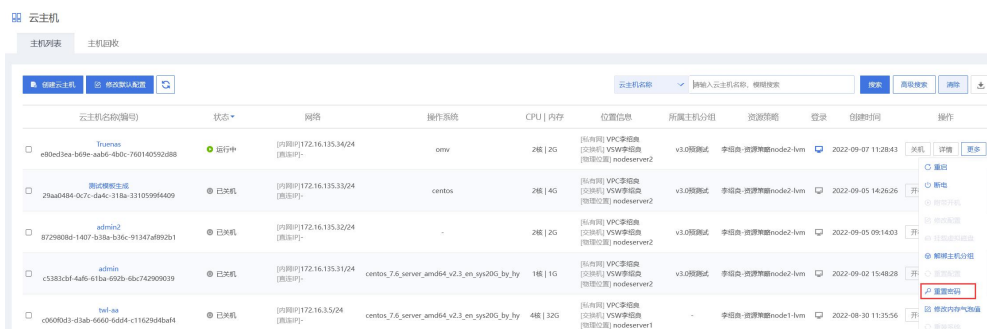 云主机
主机列表 主机回收
创建云主机 修改默认配置 云主机名称 请输入云主机名称、模糊搜索 搜索 高级搜索 清除
云主机名称(编号) 状态 网络 操作系统 CPU | 内存 位置信息 所属主机分组 资源策略 登录 创建时间 操作
Truenas
e80ed3ea-b69e-aab6-4b0c-760140592d88
运行中
[内网IP]172.16.135.34/24
[直连IP]-
omv
2核 | 2G
[私有网] VPC李绍良
[交换机] VSW李绍良
[物理位置] nodeserver2
v3.0预测试
李绍良-资源策略node2-lvm
2022-09-07 11:28:43
关机 详情 更多
测试模板生成
29aa0484-0c7c-da4c-318a-3310599f4409
已关机
[内网IP]172.16.135.33/24
[直连IP]-
centos
2核 | 4G
[私有网] VPC李绍良
[交换机] VSW李绍良
[物理位置] nodeserver2
v3.0预测试
李绍良-资源策略node2-lvm
2022-09-05 14:26:26
admin2
8729808d-1407-b38a-b36c-91347af892b1
已关机
[内网IP]172.16.135.32/24
[直连IP]-
-
2核 | 2G
[私有网] VPC李绍良
[交换机] VSW李绍良
[物理位置] nodeserver2
v3.0预测试
李绍良-资源策略node2-lvm
2022-09-05 09:14:03
admin
c5383cbf-4af6-61ba-692b-6bc742909039
已关机
[内网IP]172.16.135.31/24
[直连IP]-
centos_7.6_server_amd64_v2.3_en_sys20G_by_hy
1核 | 1G
[私有网] VPC李绍良
[交换机] VSW李绍良
[物理位置] nodeserver2
v3.0预测试
李绍良-资源策略node2-lvm
2022-09-02 15:48:28
twl-aa
c060f0d3-d3ab-6660-6dd4-c11629d4baf4
已关机
[内网IP]172.16.3.5/24
[直连IP]-
centos_7.6_server_amd64_v2.3_en_sys20G_by_hy
4核 | 32G
[私有网] VPC李绍良
[交换机] VSW李绍良
[物理位置] nodeserver1
-
李绍良-资源策略node1-lvm
2022-08-30 11:35:56
重启
断电
修改配置
解绑主机分组
重置密码
修改内存气泡值